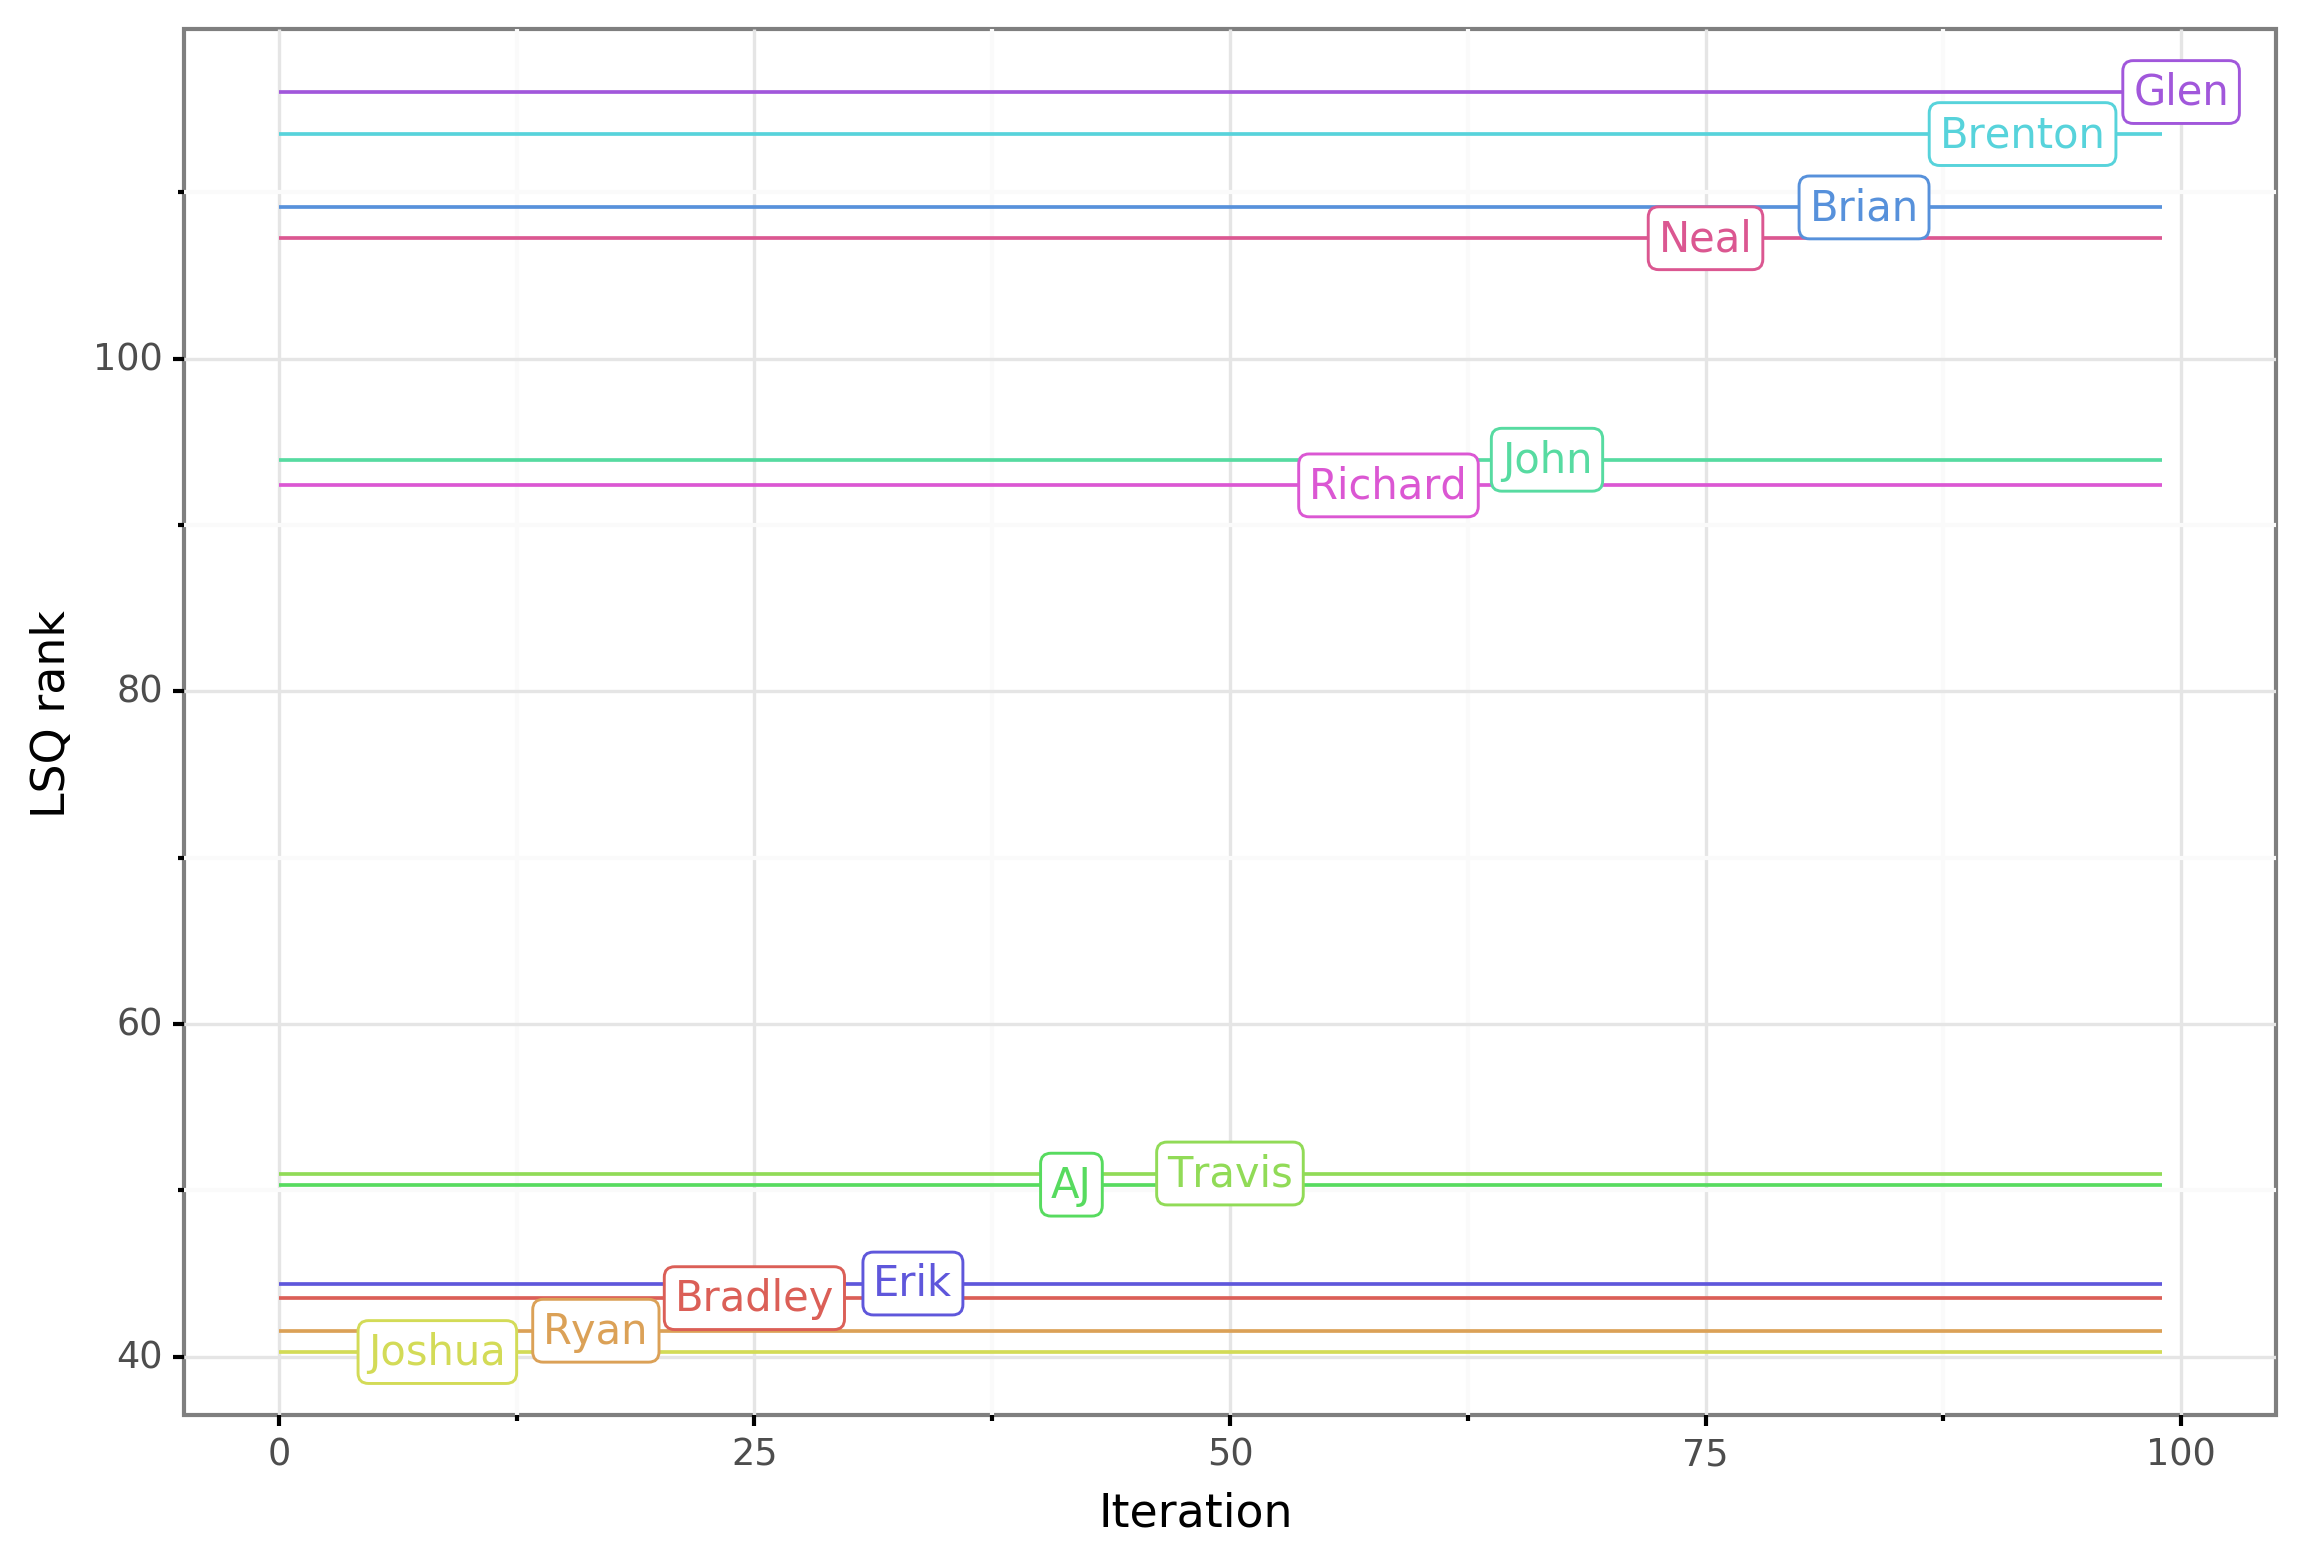 Glen
Brenton
Brian
Neal
100
John
Richard
80
LSQ rank
60
Travis
AJ
Erik
Bradley
Ryan
Joshua
40
0 25 50 75 100
Iteration